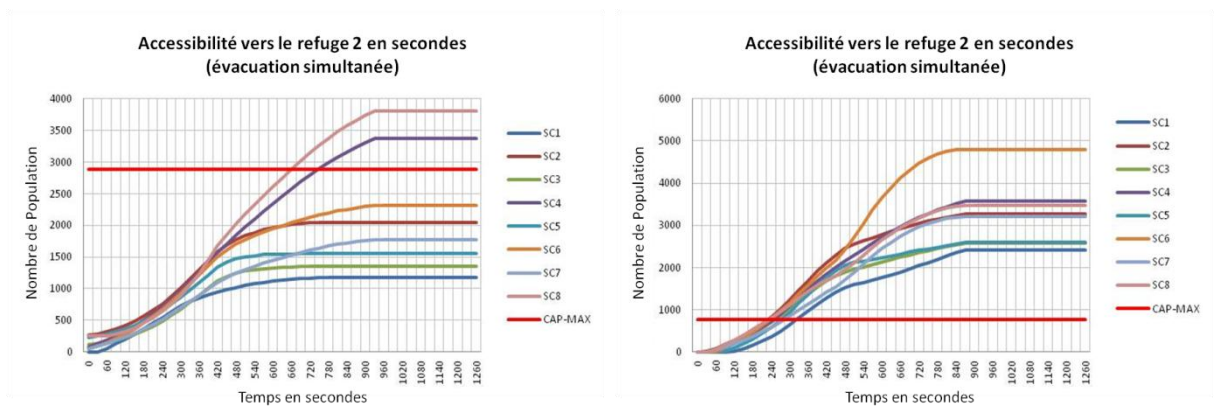 Accessibilité vers le refuge 2 en secondes
(évacuation simultanée)
Nombre de Population
4000
3500
3000
2500
2000
1500
1000
500
0
0 60 120 180 240 300 360 420 480 540 600 660 720 780 840 900 960 1020 1080 1140 1200 1260
Temps en secondes
SC1
SC2
SC3
SC4
SC5
SC6
SC7
SC8
CAP-MAX
Accessibilité vers le refuge 2 en secondes
(évacuation simultanée)
Nombre de Population
6000
5000
4000
3000
2000
1000
0
0 60 120 180 240 300 360 420 480 540 600 660 720 780 840 900 960 1020 1080 1140 1200 1260
Temps en secondes
SC1
SC2
SC3
SC4
SC5
SC6
SC7
SC8
CAP-MAX